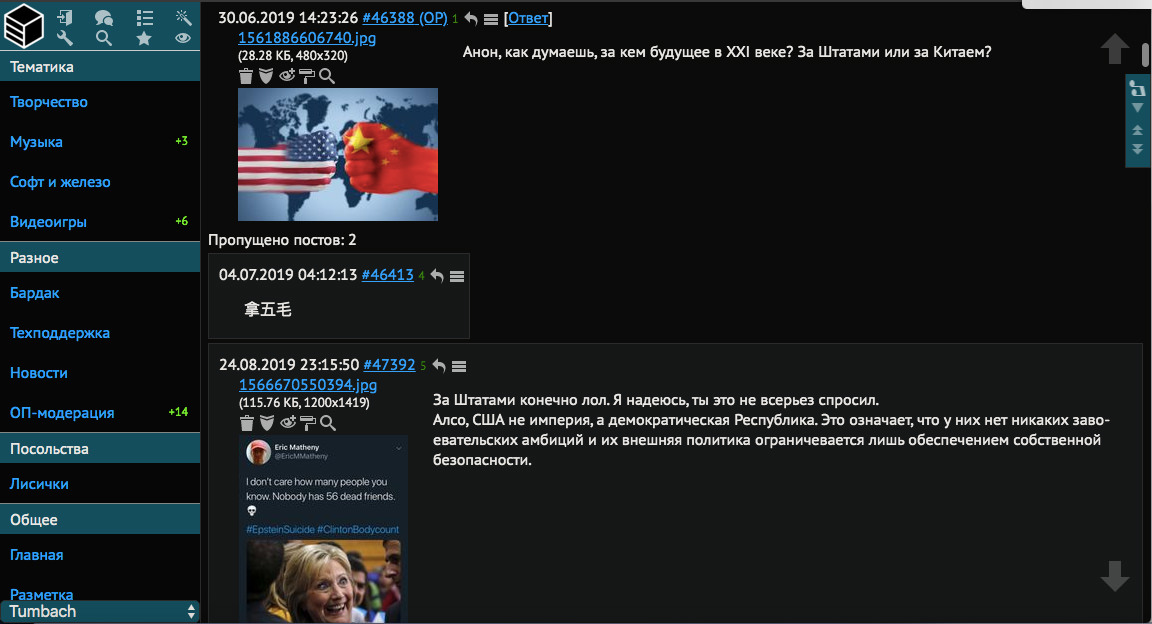 Тематика
Творчество
Музыка +3
Софт и железо
Видеоигры +6
Разное
Бардак
Техподдержка
Новости
ОП-модерация +14
Посольства
Лисички
Общее
Главная
Разметка
Tumbach
30.06.2019 14:23:26 #46388 (OP) 1 [Ответ]
1561886606740.jpg
(28.28 КБ, 480x320)
Анон, как думаешь, за кем будущее в XXI веке? За Штатами или за Китаем?
Пропущено постов: 2
04.07.2019 04:12:13 #46413 4
拿五毛
24.08.2019 23:15:50 #47392 5
1566670550394.jpg
(115.76 КБ, 1200x1419)
За Штатами конечно лол. Я надеюсь, ты это не всерьез спросил.
Алсо, США не империя, а демократическая Республика. Это означает, что у них нет никаких заво-
евательских амбиций и их внешняя политика ограничевается лишь обеспечением собственной
безопасности.
Eric Matheny
@EricMMatheny
I don't care how many people you
know. Nobody has 56 dead friends.
#EpsteinSuicide #ClintonBodycount